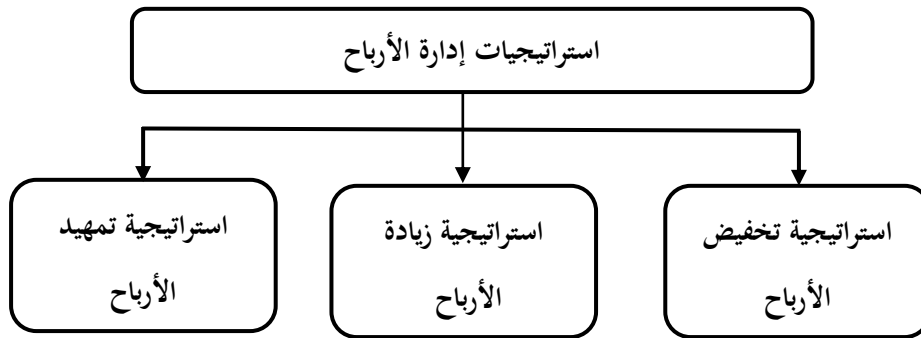 استراتيجيات إدارة الأرباح
استراتيجية تخفيض
الأرباح
استراتيجية زيادة
الأرباح
استراتيجية تمهيد
الأرباح